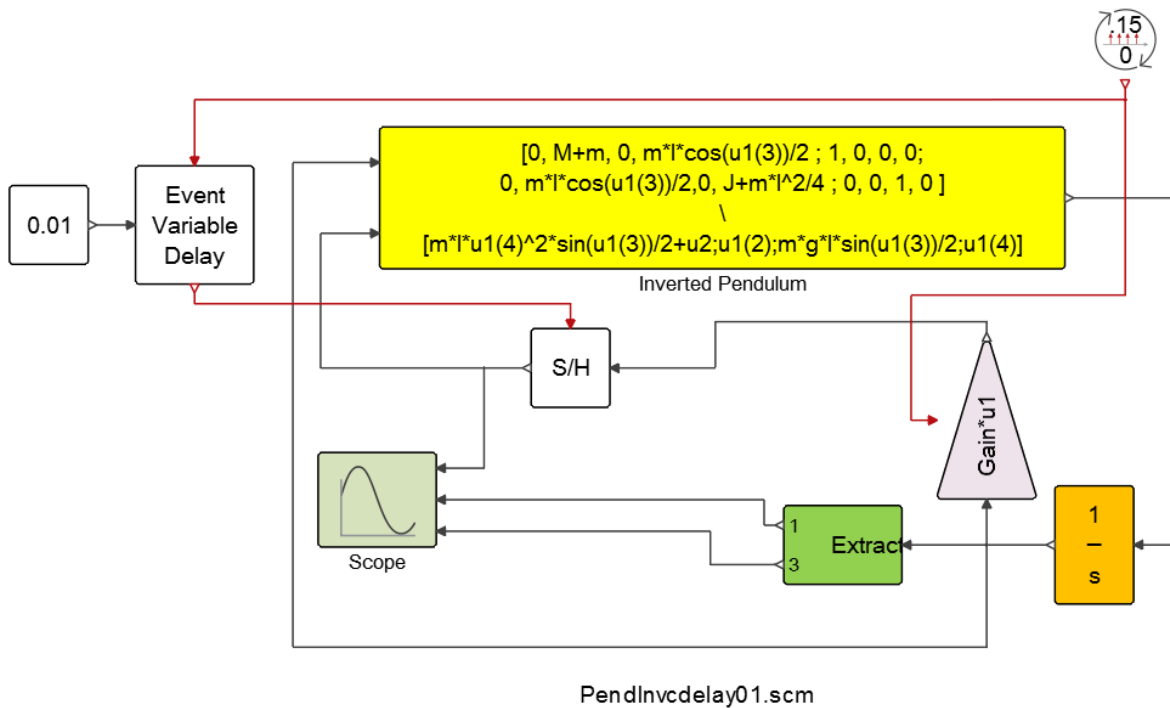 .15
0
[0, M+m, 0, m*l*cos(u1(3))/2 ; 1, 0, 0, 0;
0, m*l*cos(u1(3))/2,0, J+m*l^2/4 ; 0, 0, 1, 0 ]
\
[m*l*u1(4)^2*sin(u1(3))/2+u2;u1(2);m*g*l*sin(u1(3))/2;u1(4)]
Inverted Pendulum
0.01
Event
Variable
Delay
S/H
Gain*u1
Scope
1
3
Extract
1
s
PendInvcdelay01.scm